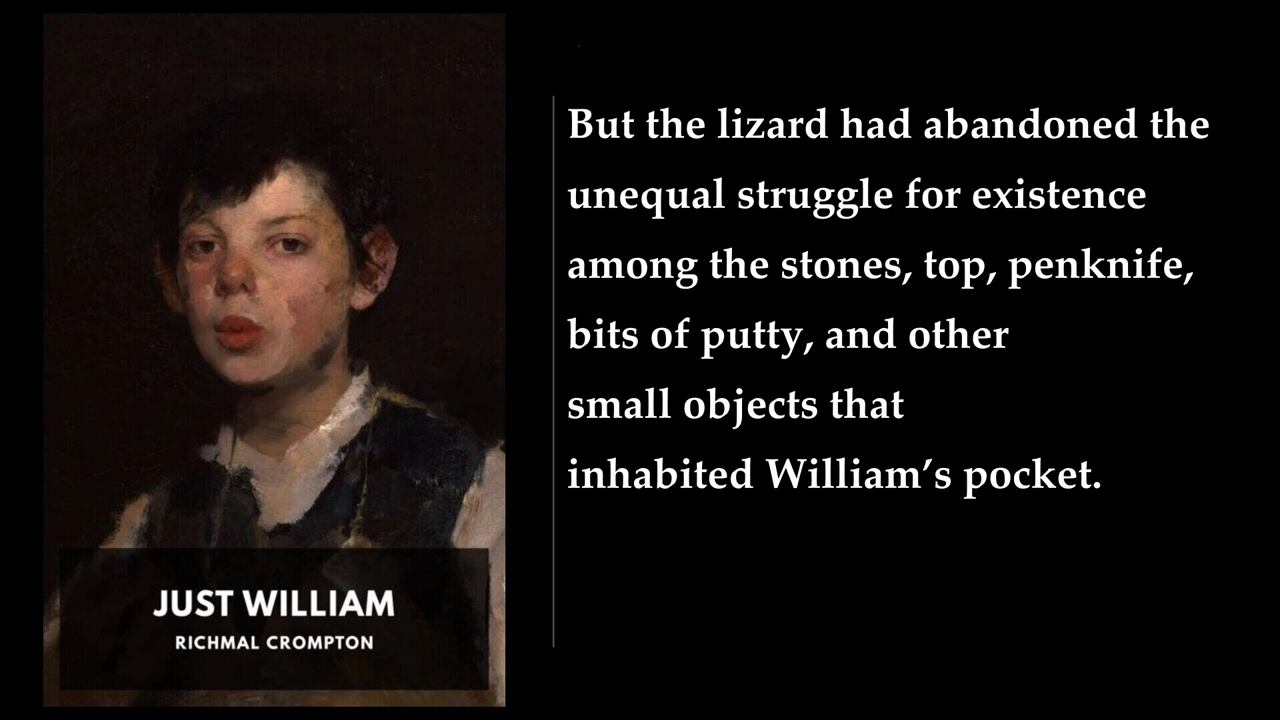 JUST WILLIAM
RICHMAL CROMPTON
But the lizard had abandoned the
unequal struggle for existence
among the stones, top, penknife,
bits of putty, and other
small objects that
inhabited William’s pocket.